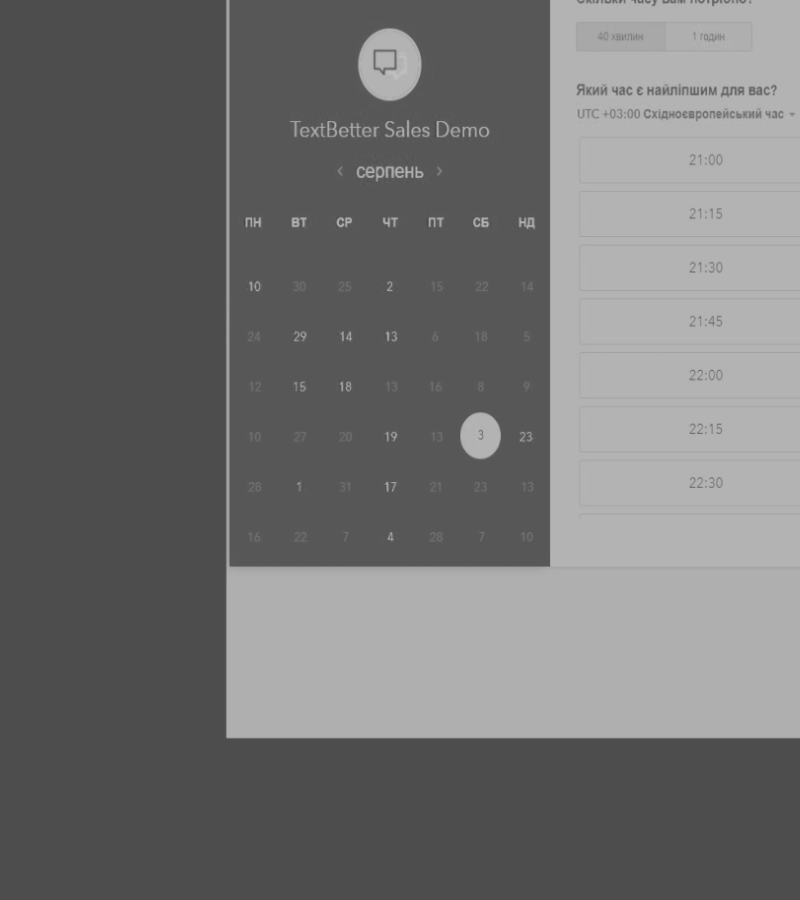 TextBetter Sales Demo
‹ серпень ›
ПН ВТ СР ЧТ ПТ СБ НД
10 30 25 2 15 22 14
24 29 14 13 6 18 5
12 15 18 13 16 8 9
10 27 20 19 13 3 23
28 1 31 17 21 23 13
16 22 7 4 28 7 10
Скільки часу вам потрібно?
40 хвилин 1 годин
Який час є найліпшим для вас?
UTC +03:00 Східноєвропейський час
21:00
21:15
21:30
21:45
22:00
22:15
22:30